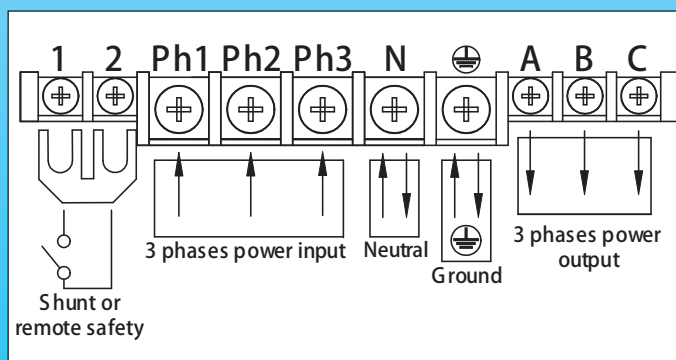 1 2 Ph1 Ph2 Ph3 N A B C
3 phases power input
Neutral
Ground
3 phases power
output
Shunt or
remote safety